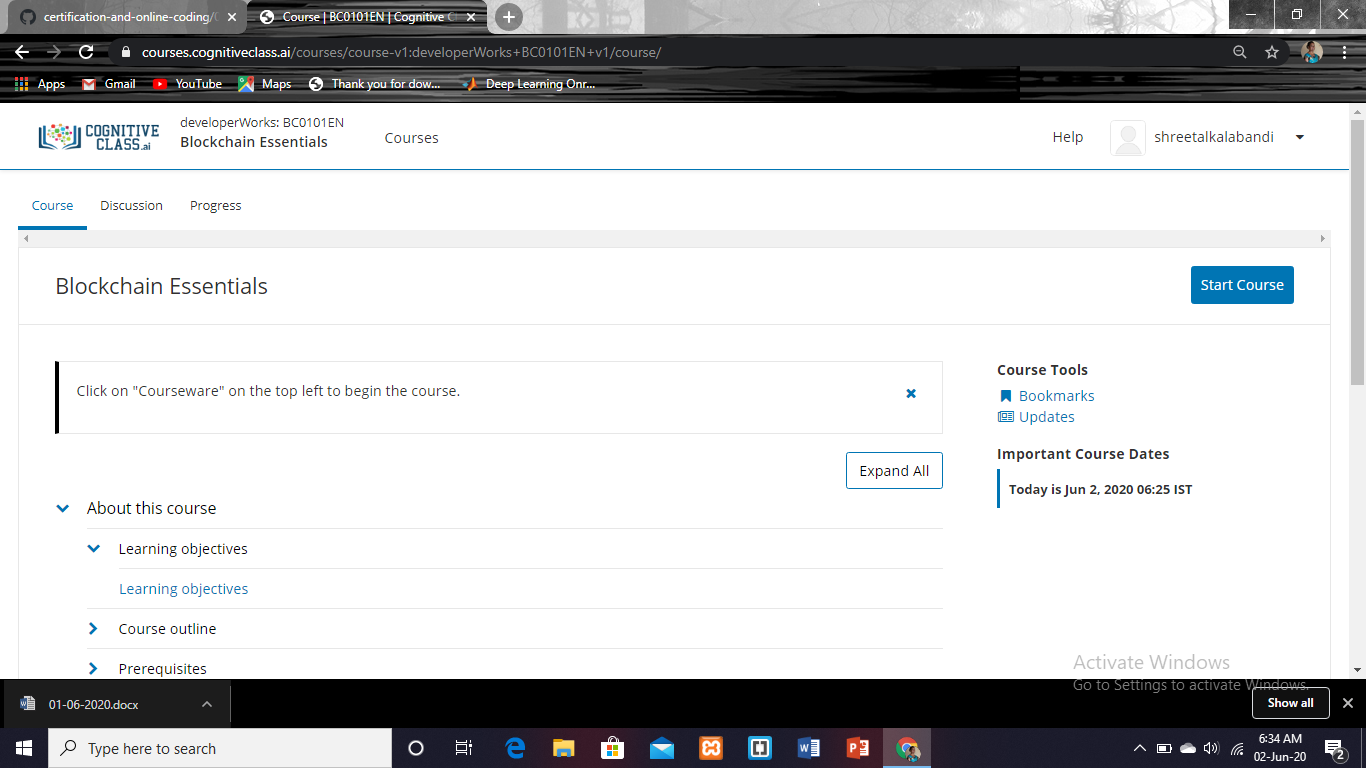 certification-and-online-coding/
Course | BC0101EN | Cognitive Cl
courses.cognitiveclass.ai/courses/course-v1:developerWorks+BC0101EN+v1/course/
Apps
Gmail
YouTube
Maps
Thank you for dow...
Deep Learning Onr...
COGNITIVE
CLASS.ai
developerWorks: BC0101EN
Blockchain Essentials
Courses
Help
shreetalkalabandi
Course
Discussion
Progress
Blockchain Essentials
Start Course
Click on "Courseware" on the top left to begin the course.
Expand All
About this course
Learning objectives
Learning objectives
Course outline
Prerequisites
Course Tools
Bookmarks
Updates
Important Course Dates
Today is Jun 2, 2020 06:25 IST
Activate Windows
Go to Settings to activate Windows.
01-06-2020.docx
Show all
Type here to search
6:34 AM
02-Jun-20
2